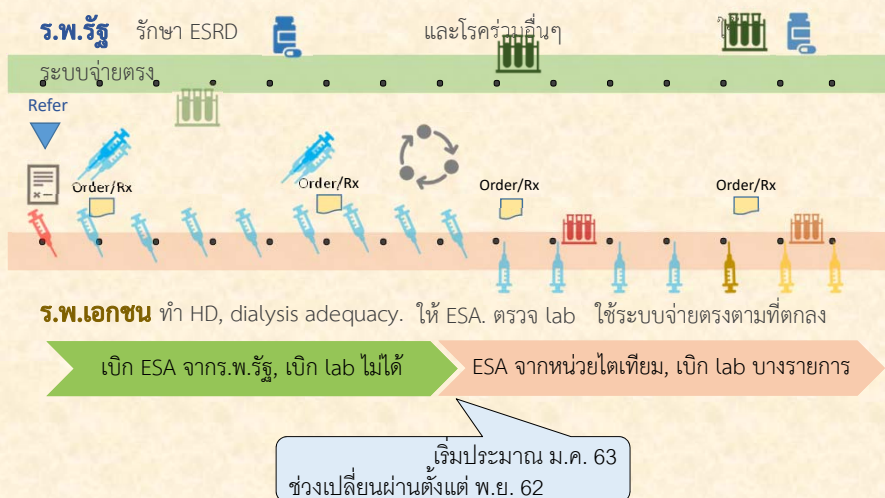 ร.พ.รัฐ รักษา ESRD และโรคร่วมอื่นๆ ใช้
ระบบจ่ายตรง
Refer
Order/Rx Order/Rx Order/Rx Order/Rx
ร.พ.เอกชน ทำ HD, dialysis adequacy. ให้ ESA. ตรวจ lab ใช้ระบบจ่ายตรงตามที่ตกลง
เบิก ESA จากร.พ.รัฐ, เบิก lab ไม่ได้ ESA จากหน่วยไตเทียม, เบิก lab บางรายการ
เริ่มประมาณ ม.ค. 63
ช่วงเปลี่ยนผ่านตั้งแต่ พ.ย. 62